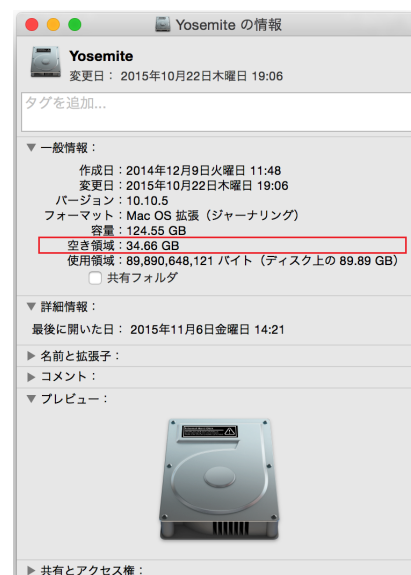 Yosemite の情報
Yosemite
変更日： 2015年10月22日木曜日 19:06
タグを追加...
▼ 一般情報：
作成日：2014年12月9日火曜日 11:48
変更日：2015年10月22日木曜日 19:06
バージョン：10.10.5
フォーマット：Mac OS 拡張（ジャーナリング）
容量：124.55 GB
空き領域：34.66 GB
使用領域：89,890,648,121 バイト（ディスク上の 89.89 GB）
共有フォルダ
▼ 詳細情報：
最後に開いた日： 2015年11月6日金曜日 14:21
▶ 名前と拡張子：
▶ コメント：
▼ プレビュー：
▶ 共有とアクセス権：